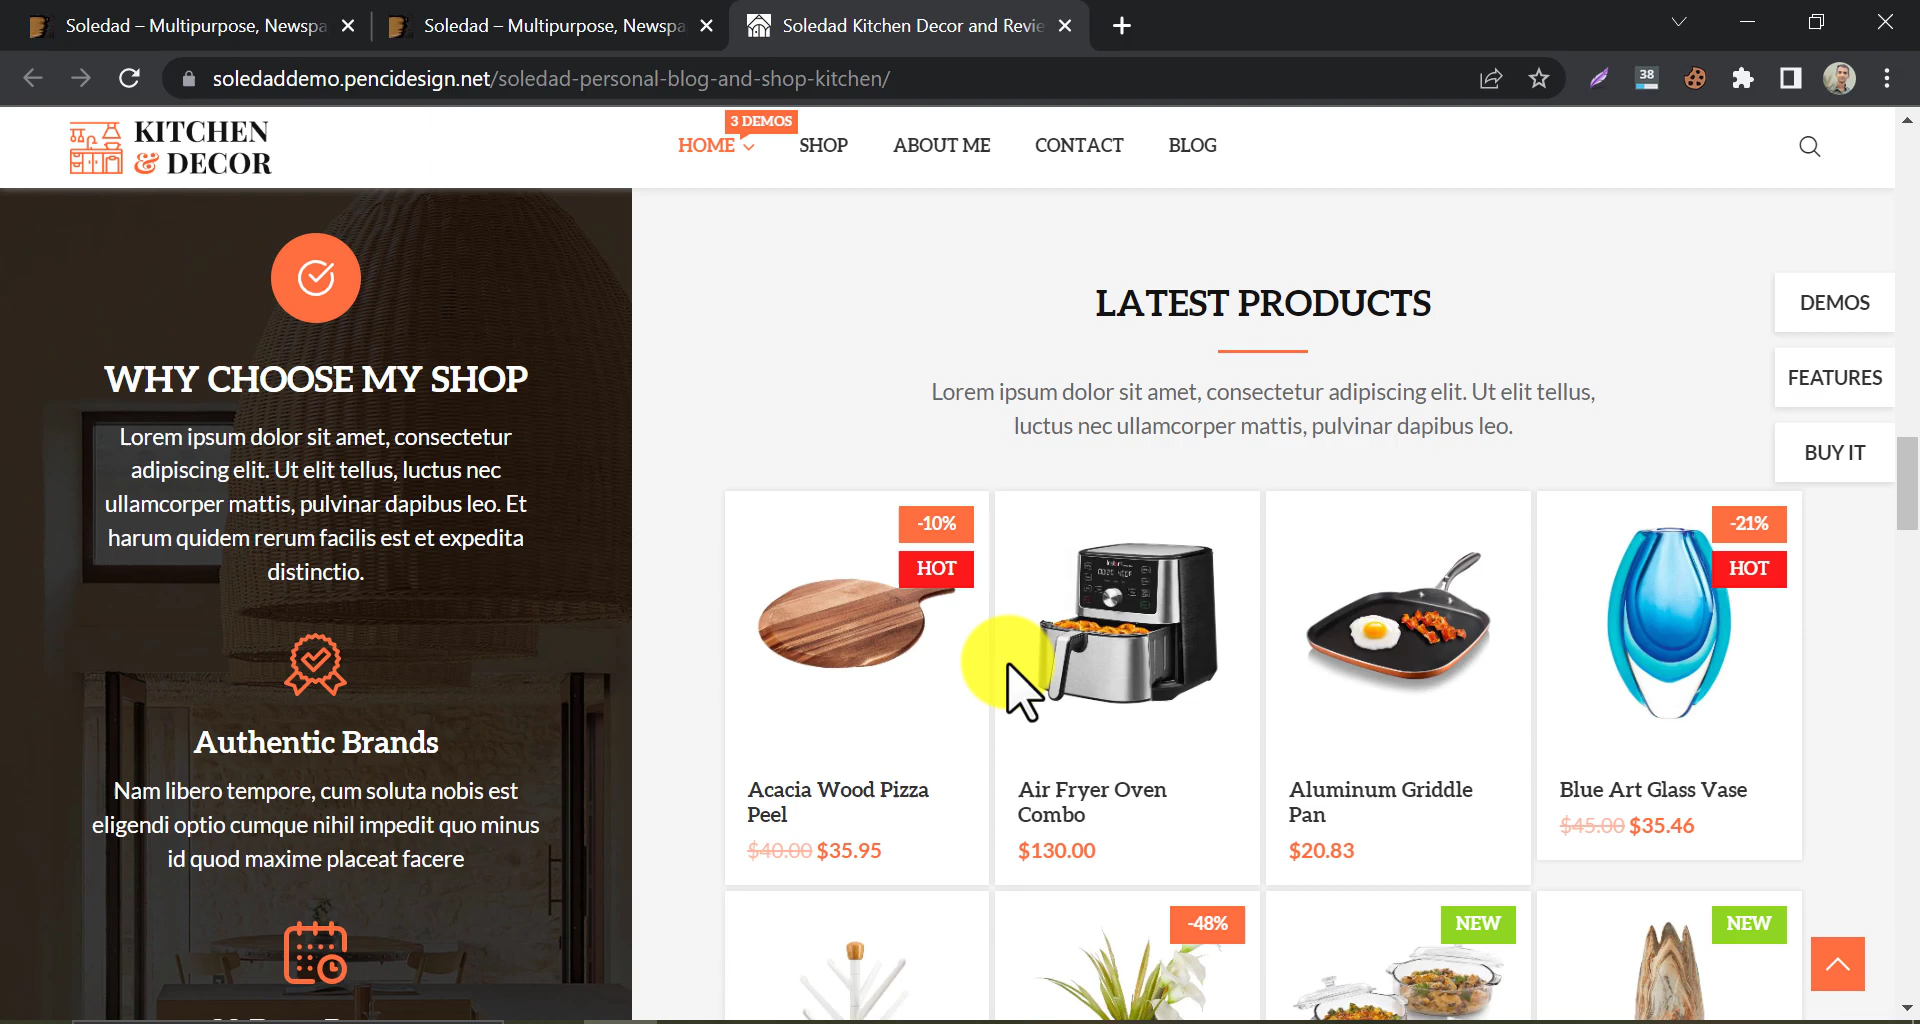 Soledad – Multipurpose, Newspa
Soledad – Multipurpose, Newspa
Soledad Kitchen Decor and Revie
soledaddemo.pencidesign.net/soledad-personal-blog-and-shop-kitchen/
38
KITCHEN
& DECOR
3 DEMOS
HOME
SHOP
ABOUT ME
CONTACT
BLOG
WHY CHOOSE MY SHOP
Lorem ipsum dolor sit amet, consectetur
adipiscing elit. Ut elit tellus, luctus nec
ullamcorper mattis, pulvinar dapibus leo. Et
harum quidem rerum facilis est et expedita
distinctio.
Authentic Brands
Nam libero tempore, cum soluta nobis est
eligendi optio cumque nihil impedit quo minus
id quod maxime placeat facere
LATEST PRODUCTS
Lorem ipsum dolor sit amet, consectetur adipiscing elit. Ut elit tellus,
luctus nec ullamcorper mattis, pulvinar dapibus leo.
DEMOS
FEATURES
BUY IT
-10%
HOT
Acacia Wood Pizza
Peel
$40.00 $35.95
Air Fryer Oven
Combo
$130.00
Aluminum Griddle
Pan
$20.83
-21%
HOT
Blue Art Glass Vase
$45.00 $35.46
-48%
NEW
NEW